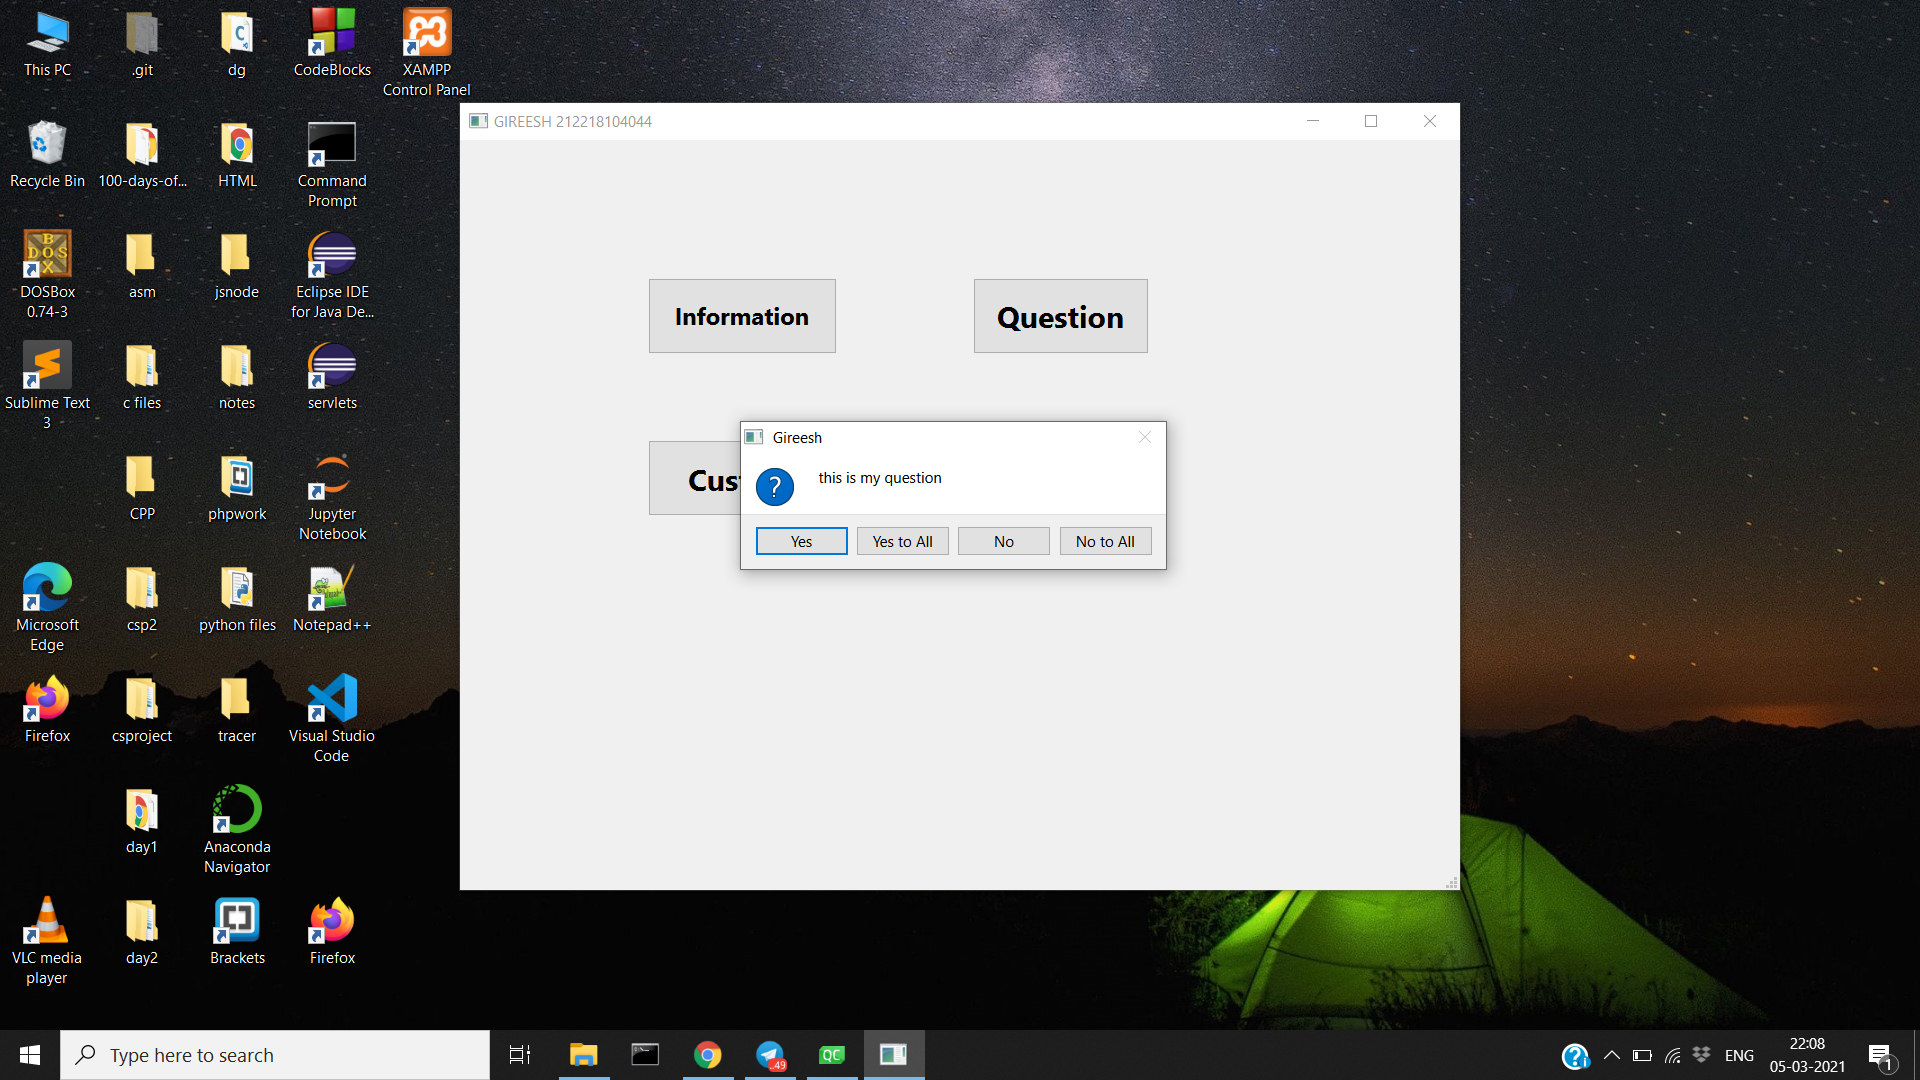 This PC
.git
dg
CodeBlocks
XAMPP
Control Panel
Recycle Bin
100-days-of...
HTML
Command
Prompt
DOSBox
0.74-3
asm
jsnode
Eclipse IDE
for Java De...
Sublime Text
3
c files
notes
servlets
CPP
phpwork
Jupyter
Notebook
Microsoft
Edge
csp2
python files
Notepad++
Firefox
csproject
tracer
Visual Studio
Code
day1
Anaconda
Navigator
VLC media
player
day2
Brackets
Firefox
GIREESH 212218104044
Information
Question
Cus
Gireesh
this is my question
Yes
Yes to All
No
No to All
Type here to search
..49
QC
ENG
22:08
05-03-2021
1